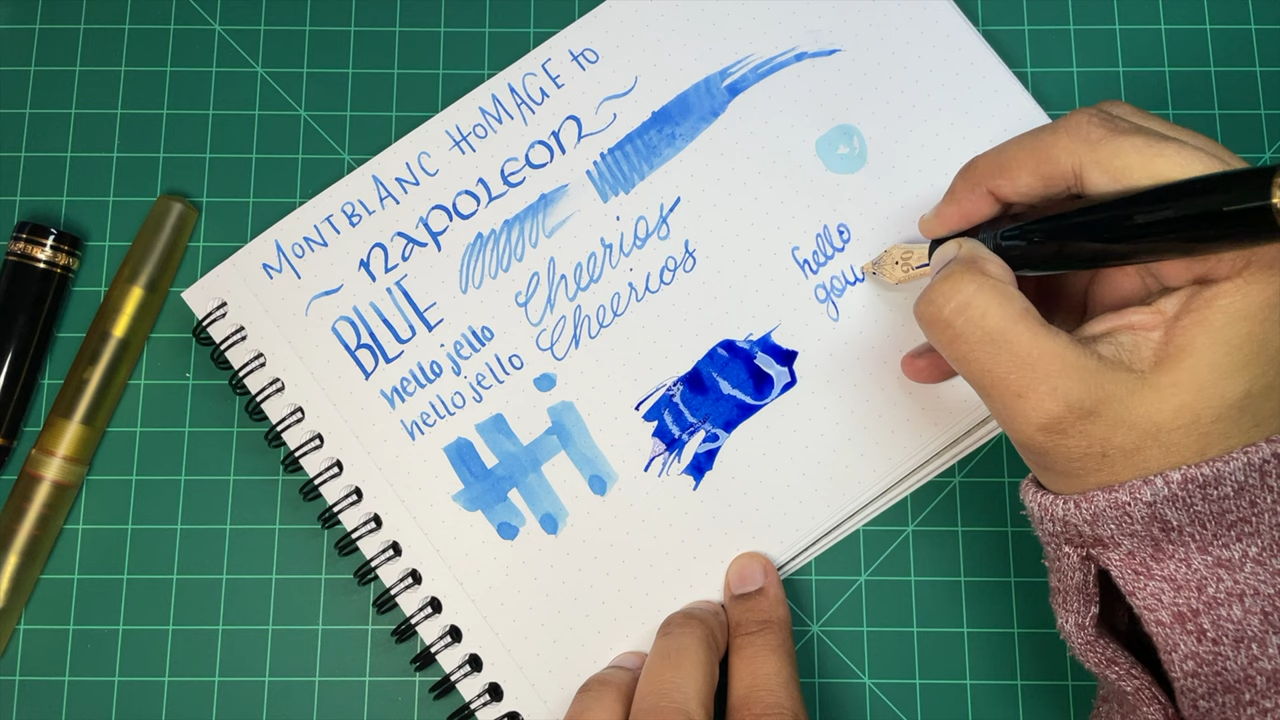 MONTBLANC HOMAGE to
~ NAPOLEON ~
BLUE
Cheerios
Cheerios
hello jello
hello jello
Hi
hello
you